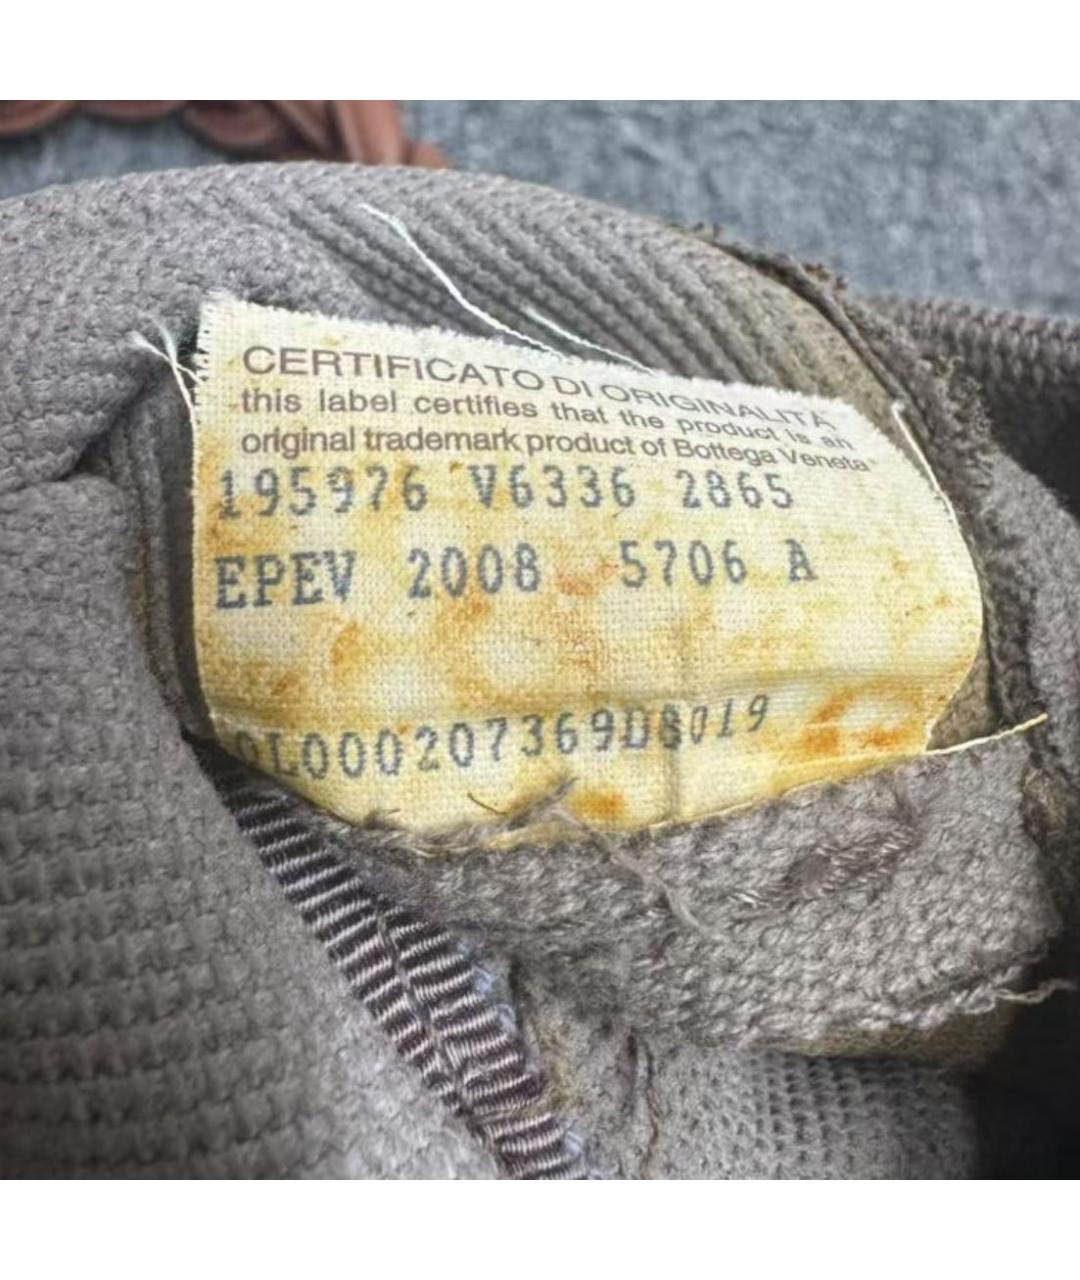 CERTIFICATO DI ORIGINALITÀ
this label certifies that the product is an
original trademark product of Bottega Veneta
195976 V6336 2865
EPEV 2008 5706 A
0L000207369D8019